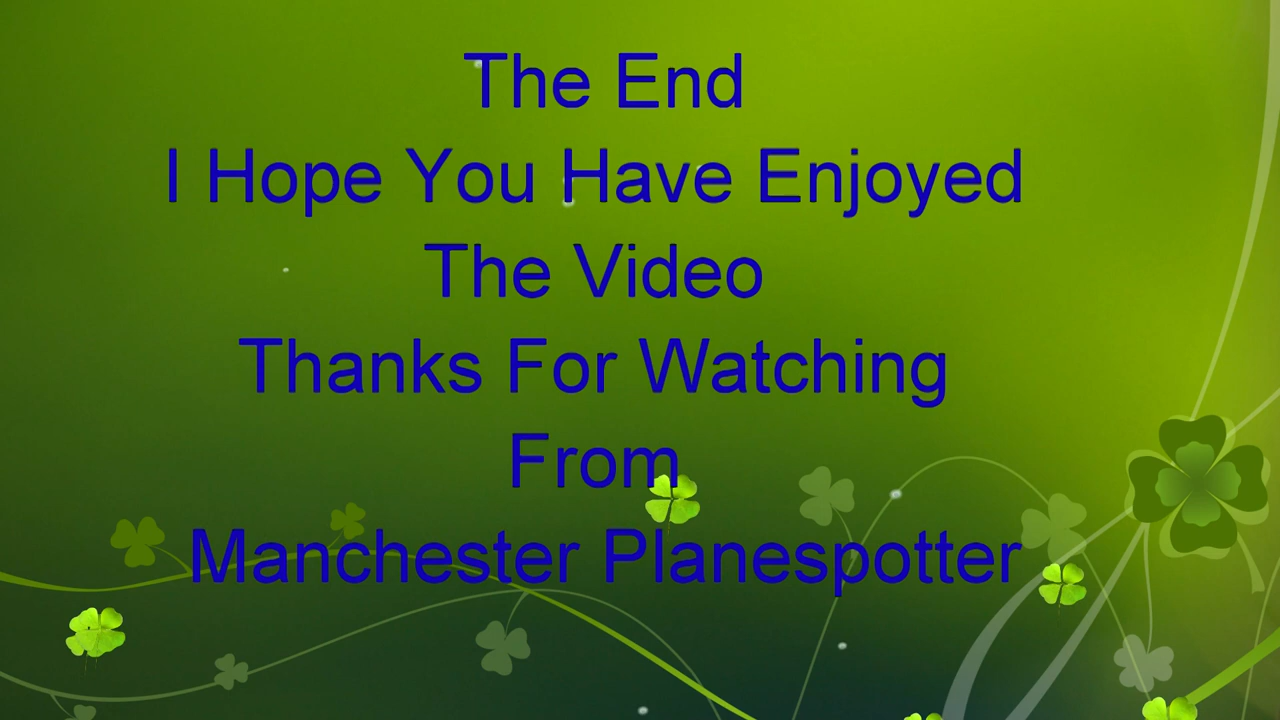 The End
I Hope You Have Enjoyed
The Video
Thanks For Watching
From
Manchester Planespotter